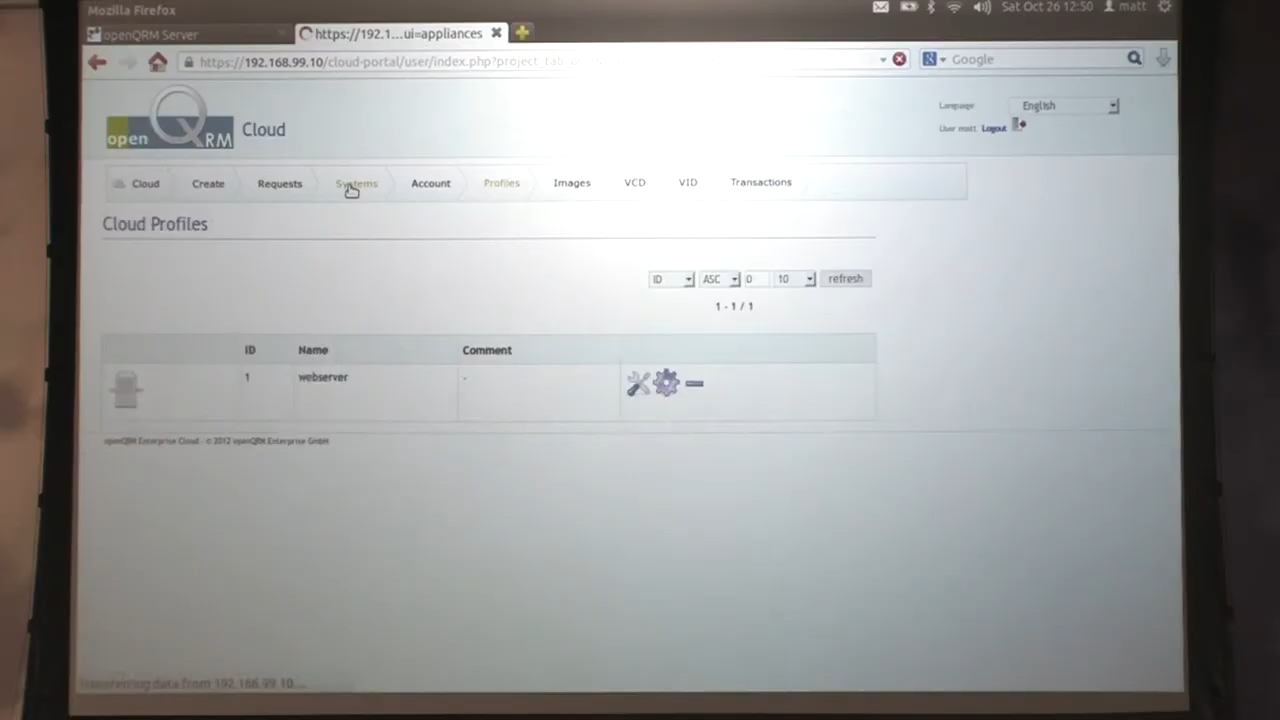 Mozilla Firefox
Sat Oct 26 12:50 matt
openQRM Server
https://192.1...ui=appliances
https://192.168.99.10/cloud-portal/user/index.php?project_tab_
Google
open QRM Cloud
Language English
User matt Logout
Cloud Create Requests Systems Account Profiles Images VCD VID Transactions
Cloud Profiles
ID ASC 0 10 refresh
1 - 1 / 1
ID Name Comment
1 webserver -
openQRM Enterprise Cloud - © 2012 openQRM Enterprise GmbH
Transferring data from 192.168.99.10...